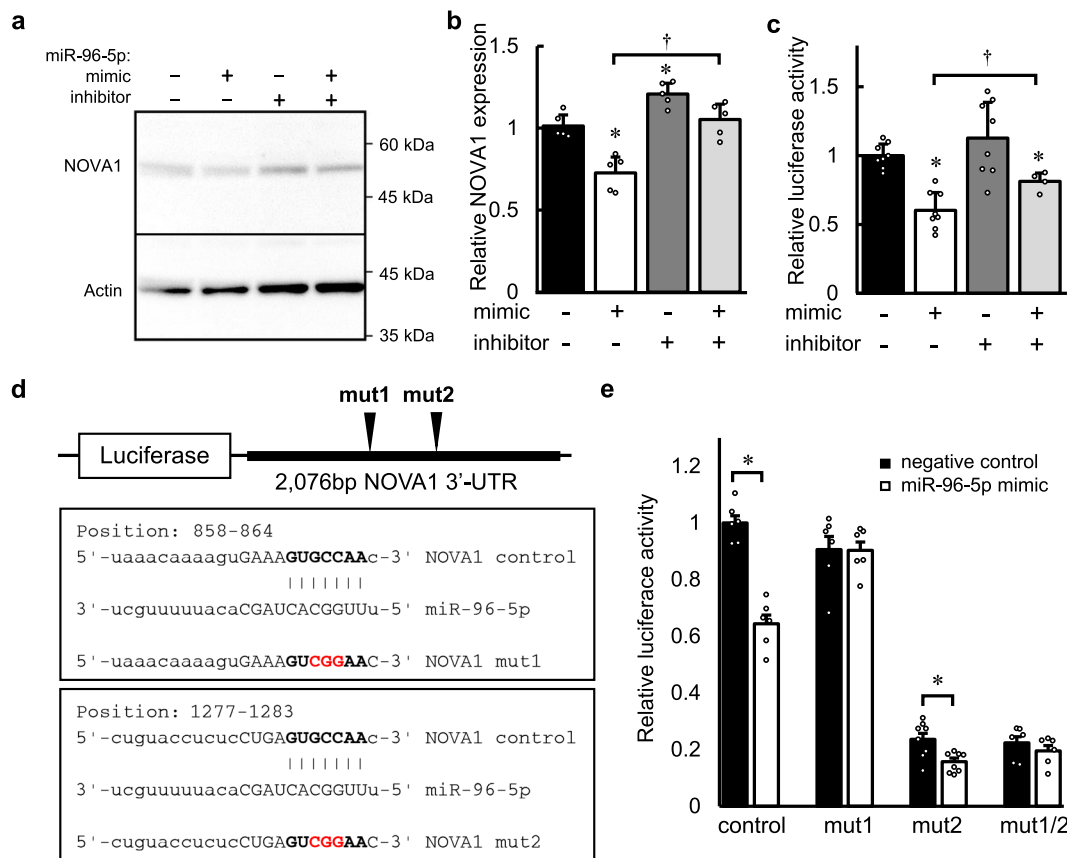 a
miR-96-5p:
mimic – + – +
inhibitor – – + +
NOVA1
60 kDa
45 kDa
Actin
45 kDa
35 kDa
b
Relative NOVA1 expression
1.5
1
0.5
0
*
*
†
mimic - + - +
inhibitor - - + +
c
Relative luciferase activity
1.5
1
0.5
0
*
*
†
mimic - + - +
inhibitor - - + +
d
mut1 mut2
Luciferase
2,076bp NOVA1 3'-UTR
Position: 858-864
5'-uaaacaaaaguGAAAGUGCCAAc-3' NOVA1 control
|||||||
3'-ucguuuuuacaCGAUCACGGUUu-5' miR-96-5p
5'-uaaacaaaaguGAAAGUCGGAAC-3' NOVA1 mut1
Position: 1277-1283
5'-cuguaccucucCUGAGUGCCAAc-3' NOVA1 control
|||||||
3'-ucguuuuuacaCGAUCACGGUUu-5' miR-96-5p
5'-cuguaccucucCUGAGUCGGAAC-3' NOVA1 mut2
e
Relative luciferace activity
1.2
1
0.8
0.6
0.4
0.2
0
negative control
miR-96-5p mimic
*
*
control mut1 mut2 mut1/2